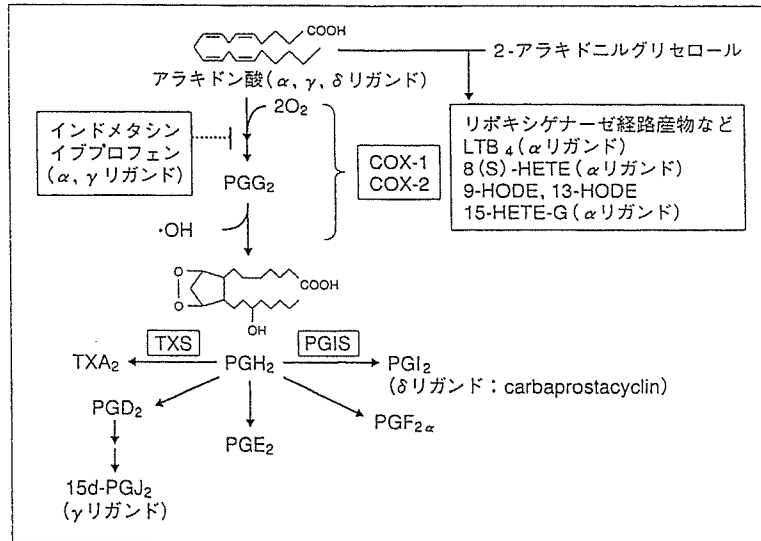 COOH
2-アラキドニルグリセロール
アラキドン酸(α, γ, δリガンド)
2O₂
インドメタシン
イブプロフェン
(α, γ リガンド)
PGG₂
COX-1
COX-2
リポキシゲナーゼ経路産物など
LTB₄(αリガンド)
8(S)-HETE(αリガンド)
9-HODE, 13-HODE
15-HETE-G(αリガンド)
・OH
O
O
COOH
OH
TXS
PGIS
TXA₂
PGH₂
PGI₂
(δリガンド:carbaprostacyclin)
PGD₂
PGE₂
PGF₂α
15d-PGJ₂
(γリガンド)